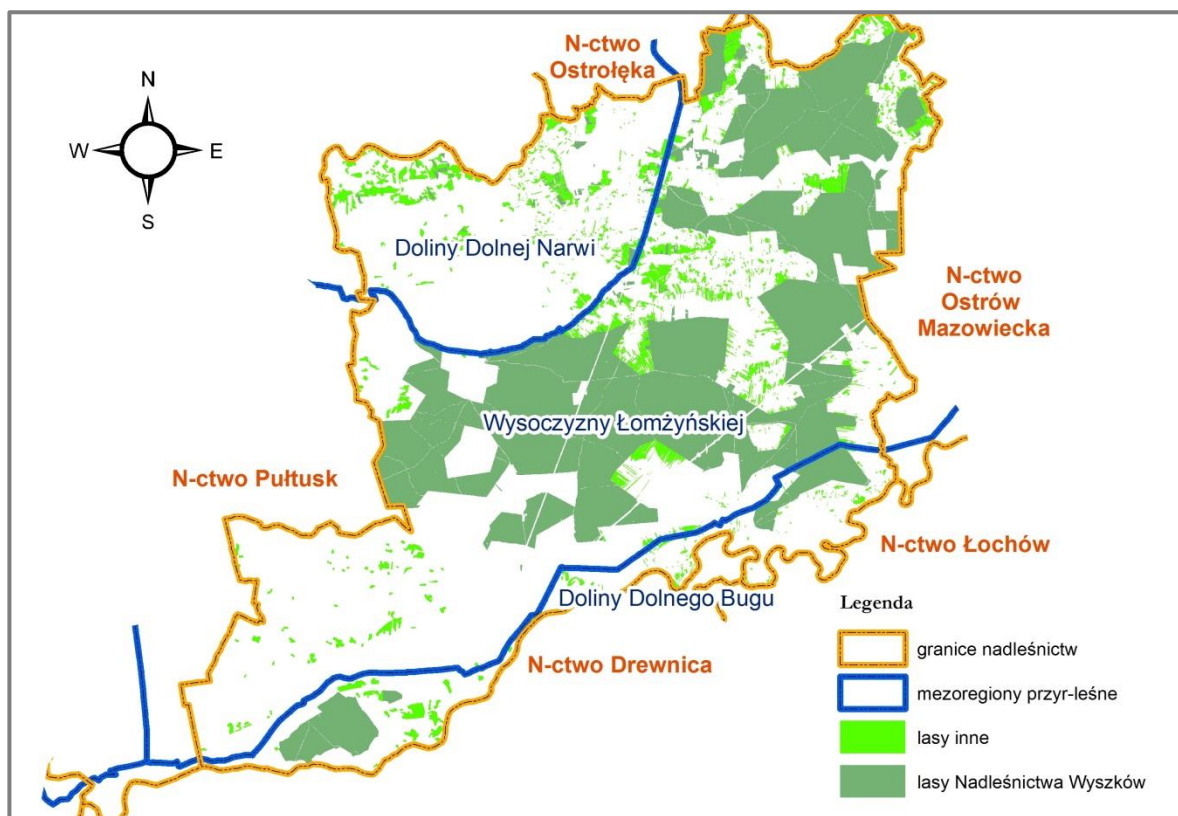 N-ctwo
Ostrołęka
N
W
E
S
Doliny Dolnej Narwi
N-ctwo
Ostrów
Mazowiecka
Wysoczyzny Łomżyńskiej
N-ctwo Pułtusk
N-ctwo Łochów
Doliny Dolnego Bugu
N-ctwo Drewnica
Legenda
granice nadleśnictw
mezoregiony przyr-leśne
lasy inne
lasy Nadleśnictwa Wyszków